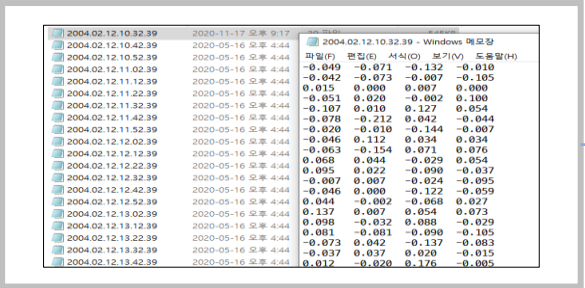 2004.02.12.10.32.39 2020-11-17 오후 9:17
2004.02.12.10.42.39 2020-05-16 오후 4:44
2004.02.12.10.52.39 2020-05-16 오후 4:44
2004.02.12.11.02.39 2020-05-16 오후 4:44
2004.02.12.11.12.39 2020-05-16 오후 4:44
2004.02.12.11.22.39 2020-05-16 오후 4:44
2004.02.12.11.32.39 2020-05-16 오후 4:44
2004.02.12.11.42.39 2020-05-16 오후 4:44
2004.02.12.11.52.39 2020-05-16 오후 4:44
2004.02.12.12.02.39 2020-05-16 오후 4:44
2004.02.12.12.12.39 2020-05-16 오후 4:44
2004.02.12.12.22.39 2020-05-16 오후 4:44
2004.02.12.12.32.39 2020-05-16 오후 4:44
2004.02.12.12.42.39 2020-05-16 오후 4:44
2004.02.12.12.52.39 2020-05-16 오후 4:44
2004.02.12.13.02.39 2020-05-16 오후 4:44
2004.02.12.13.12.39 2020-05-16 오후 4:44
2004.02.12.13.22.39 2020-05-16 오후 4:44
2004.02.12.13.32.39 2020-05-16 오후 4:44
2004.02.12.13.42.39 2020-05-16 오후 4:44
2004.02.12.10.32.39 - Windows 메모장
파일(F) 편집(E) 서식(O) 보기(V) 도움말(H)
-0.049 -0.071 -0.132 -0.010
-0.042 -0.073 -0.007 -0.105
0.015 0.000 0.007 0.000
-0.051 0.020 -0.002 0.100
-0.107 0.010 0.127 0.054
-0.078 -0.212 0.042 -0.044
-0.020 -0.010 -0.144 -0.007
-0.046 0.112 0.034 0.034
-0.063 -0.154 0.071 0.076
0.068 0.044 -0.029 0.054
0.095 0.022 -0.090 -0.037
-0.007 0.007 -0.024 -0.095
-0.046 0.000 -0.122 -0.059
0.044 -0.002 -0.068 0.027
0.137 0.007 0.054 0.073
0.098 -0.032 0.088 -0.029
0.081 -0.081 -0.090 -0.105
-0.073 0.042 -0.137 -0.083
-0.037 0.037 0.020 -0.015
0.012 -0.020 0.176 -0.005